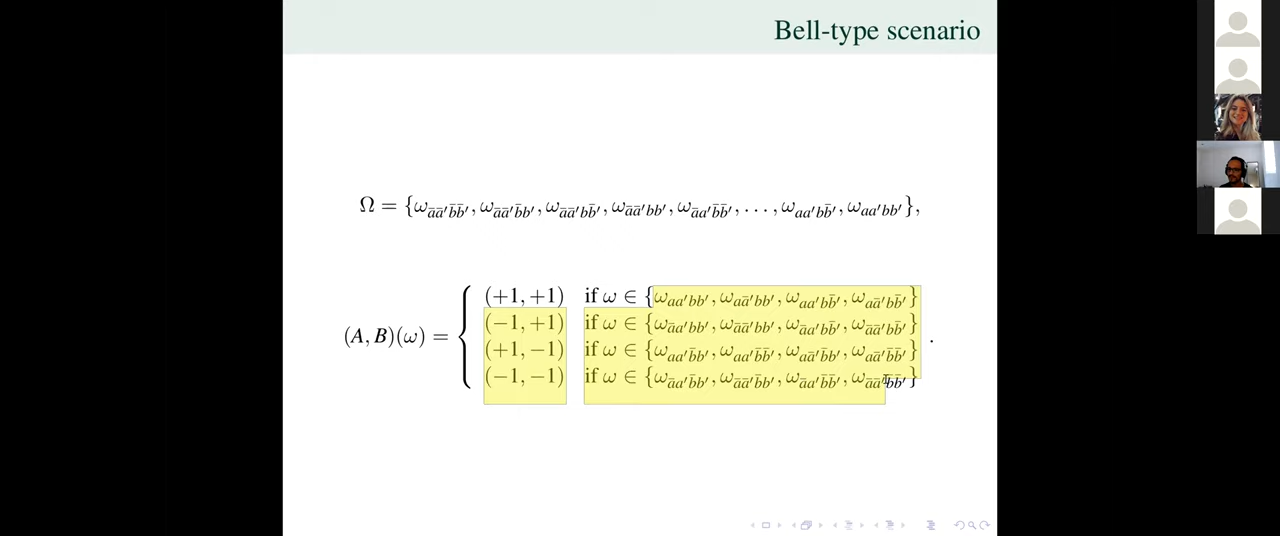 Bell-type scenario
Ω = {ω_{āā′b̄b̄′}, ω_{āā′b̄b′}, ω_{āā′bb̄′}, ω_{āā′bb′}, ω_{āa′b̄b̄′}, . . . , ω_{aa′bb̄′}, ω_{aa′bb′}},
(A, B)(ω) = {
(+1, +1) if ω ∈ {ω_{aa′bb′}, ω_{aā′bb′}, ω_{aa′bb̄′}, ω_{aā′bb̄′}}
(−1, +1) if ω ∈ {ω_{āa′bb′}, ω_{āā′bb′}, ω_{āa′bb̄′}, ω_{āā′bb̄′}}
(+1, −1) if ω ∈ {ω_{aa′b̄b′}, ω_{aa′b̄b̄′}, ω_{aā′b̄b′}, ω_{aā′b̄b̄′}}
(−1, −1) if ω ∈ {ω_{āa′b̄b′}, ω_{āā′b̄b′}, ω_{āa′b̄b̄′}, ω_{āā′b̄b̄′}}
.